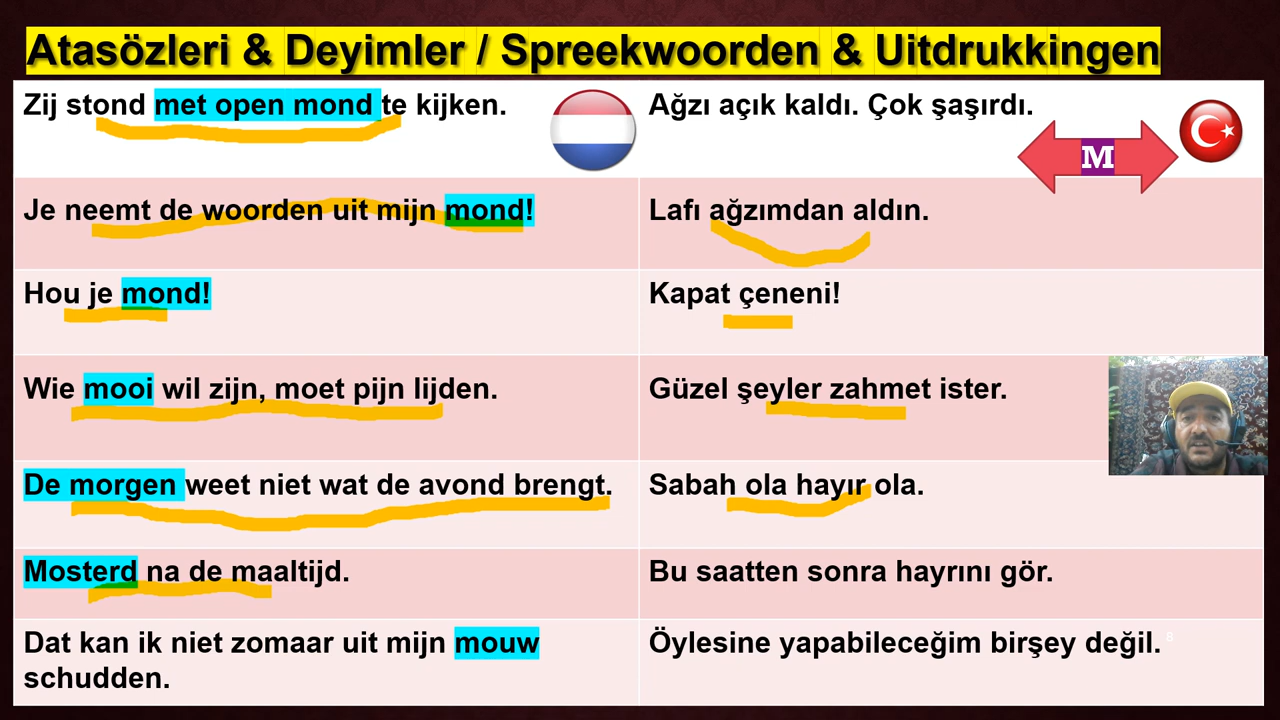 Atasözleri & Deyimler / Spreekwoorden & Uitdrukkingen
Zij stond met open mond te kijken.
Ağzı açık kaldı. Çok şaşırdı.
M
Je neemt de woorden uit mijn mond!
Lafı ağzımdan aldın.
Hou je mond!
Kapat çeneni!
Wie mooi wil zijn, moet pijn lijden.
Güzel şeyler zahmet ister.
De morgen weet niet wat de avond brengt.
Sabah ola hayır ola.
Mosterd na de maaltijd.
Bu saatten sonra hayrını gör.
Dat kan ik niet zomaar uit mijn mouw
schudden.
Öylesine yapabileceğim birşey değil.
8